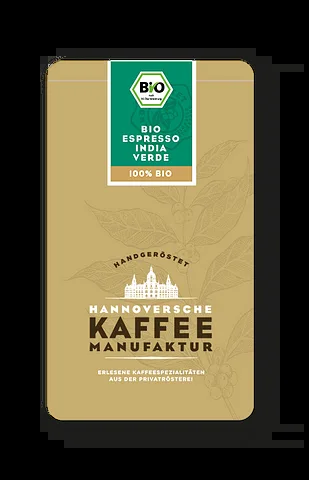 BIO
BIO
ESPRESSO
INDIA
VERDE
100% BIO
HANDGERÖSTET
HANNOVERSCHE
KAFFEE
MANUFAKTUR
ERLESENE KAFFEESPEZIALITÄTEN
AUS DER PRIVATRÖSTEREI